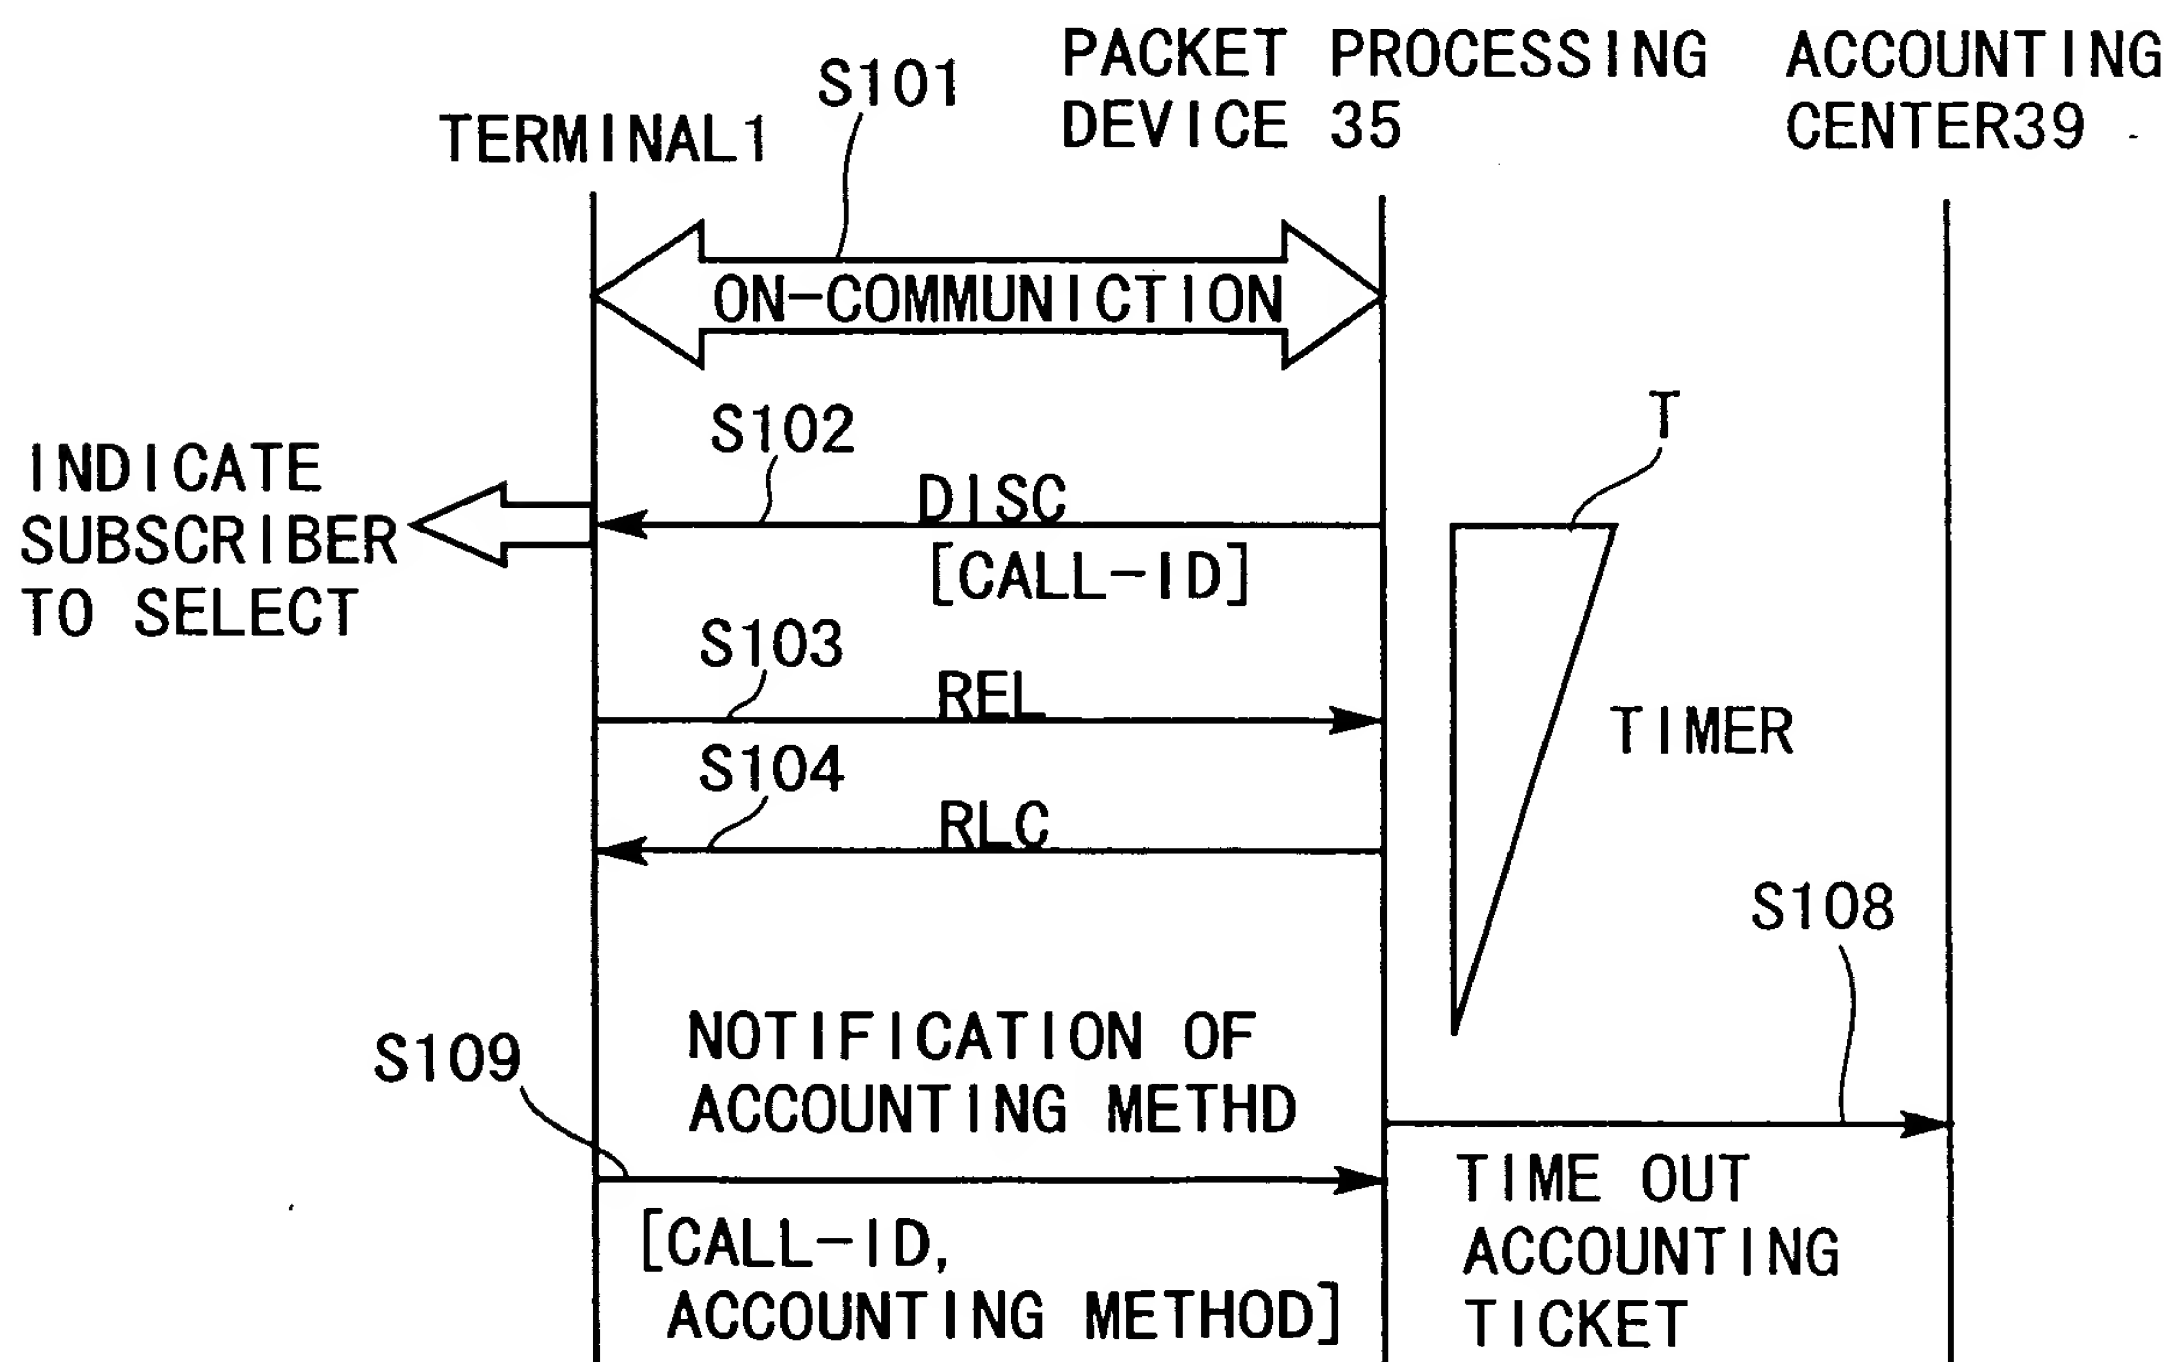 S101
PACKET PROCESSING
DEVICE 35
ACCOUNTING
CENTER39
TERMINAL1
ON-COMMUNICTION
S102
T
INDICATE
SUBSCRIBER
TO SELECT
DISC
[CALL-ID]
S103
REL
TIMER
S104
RLC
S108
NOTIFICATION OF
ACCOUNTING METHD
S109
TIME OUT
ACCOUNTING
TICKET
[CALL-ID,
ACCOUNTING METHOD]